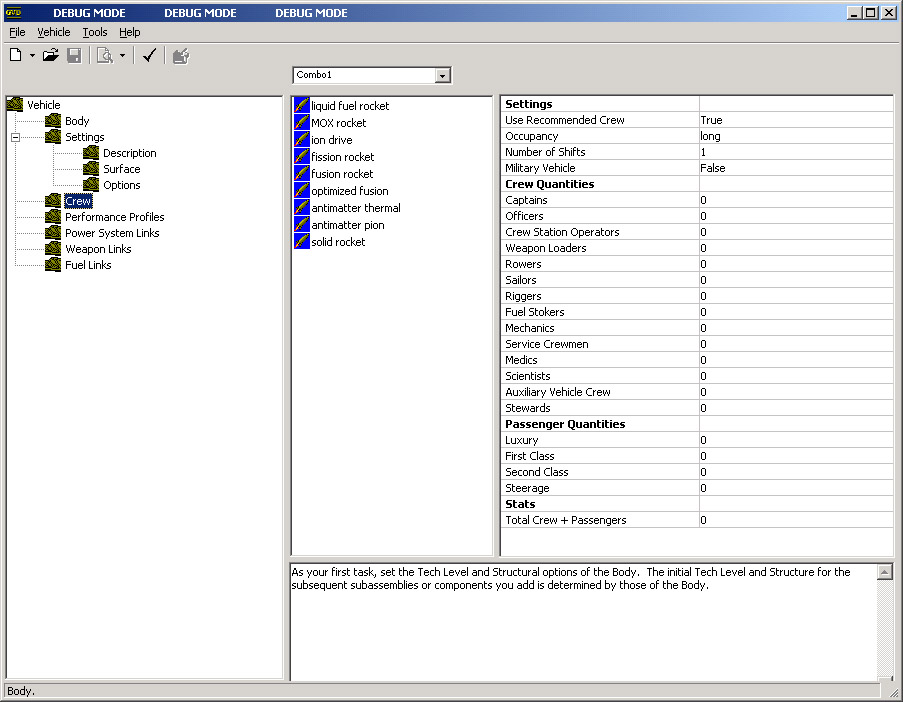 GVD DEBUG MODE DEBUG MODE DEBUG MODE
File Vehicle Tools Help
Combo1
Vehicle
Body
Settings
Description
Surface
Options
Crew
Performance Profiles
Power System Links
Weapon Links
Fuel Links
liquid fuel rocket
MOX rocket
ion drive
fission rocket
fusion rocket
optimized fusion
antimatter thermal
antimatter pion
solid rocket
Settings
Use Recommended Crew True
Occupancy long
Number of Shifts 1
Military Vehicle False
Crew Quantities
Captains 0
Officers 0
Crew Station Operators 0
Weapon Loaders 0
Rowers 0
Sailors 0
Riggers 0
Fuel Stokers 0
Mechanics 0
Service Crewmen 0
Medics 0
Scientists 0
Auxiliary Vehicle Crew 0
Stewards 0
Passenger Quantities
Luxury 0
First Class 0
Second Class 0
Steerage 0
Stats
Total Crew + Passengers 0
As your first task, set the Tech Level and Structural options of the Body.  The initial Tech Level and Structure for the
subsequent subassemblies or components you add is determined by those of the Body.
Body.